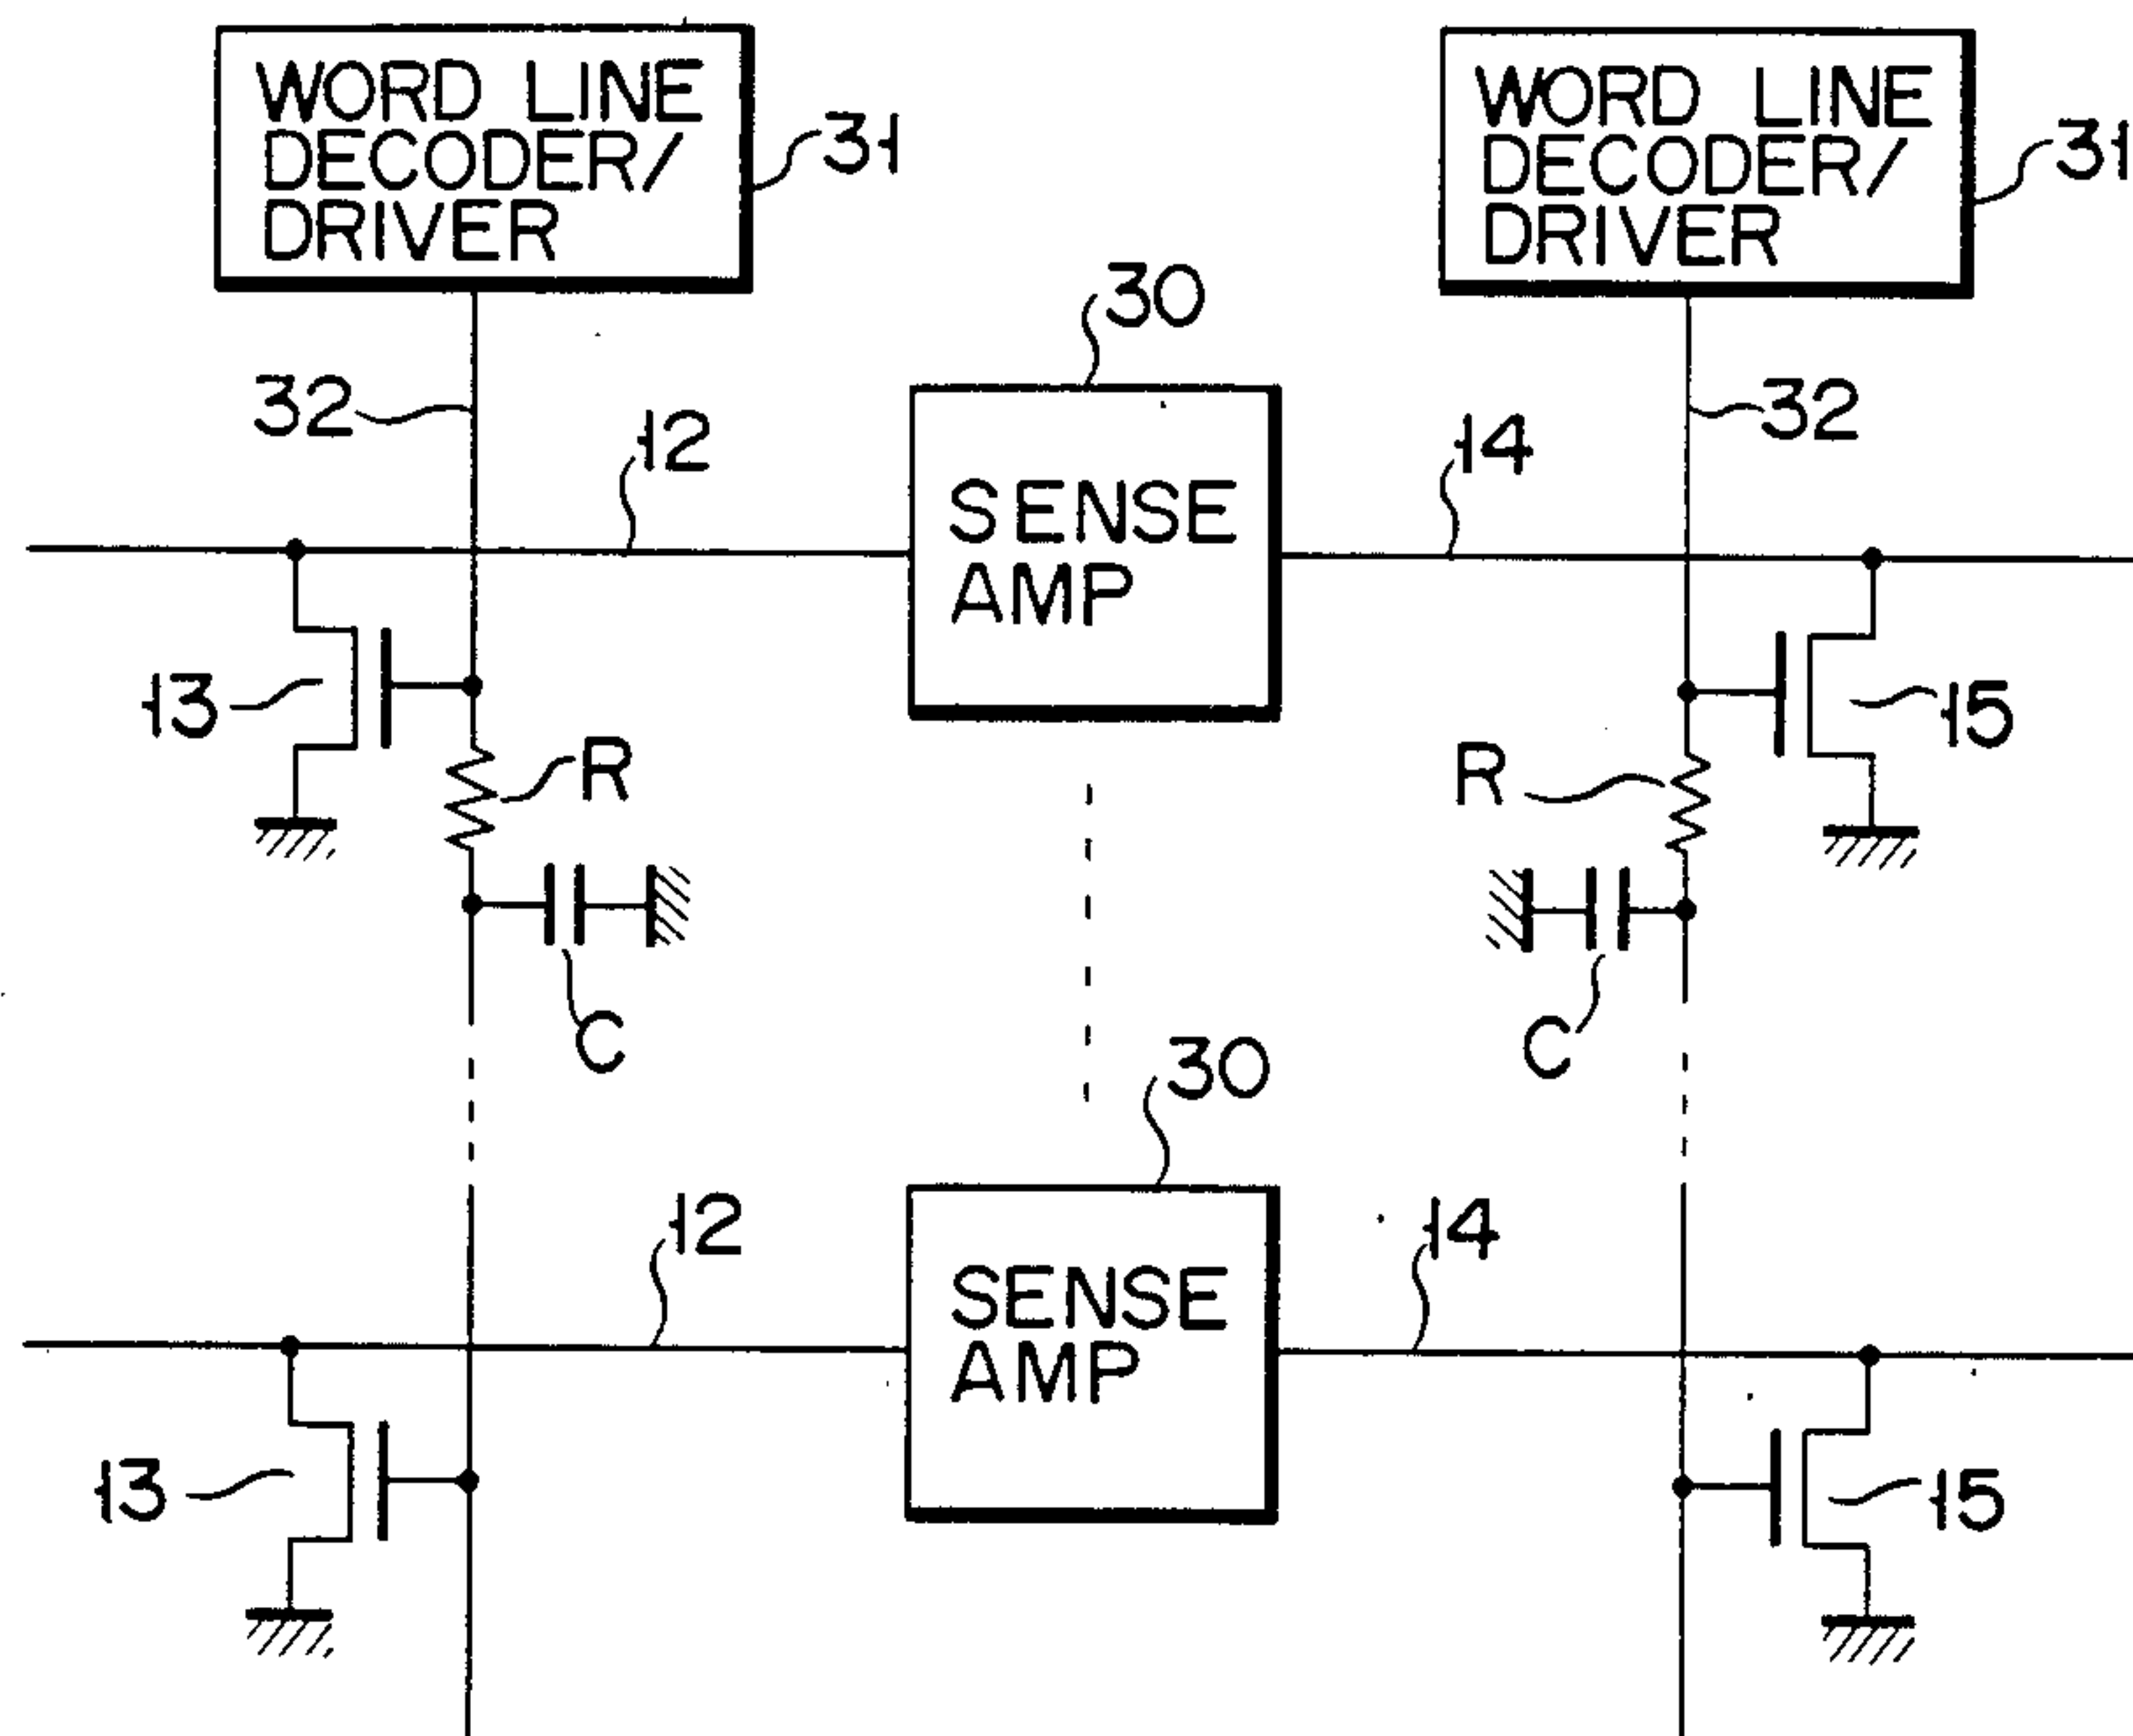 WORD LINE
DECODER/
DRIVER
31
WORD LINE
DECODER/
DRIVER
31
30
32
12
14
32
SENSE
AMP
13
R
R
15
C
C
30
12
14
SENSE
AMP
13
15